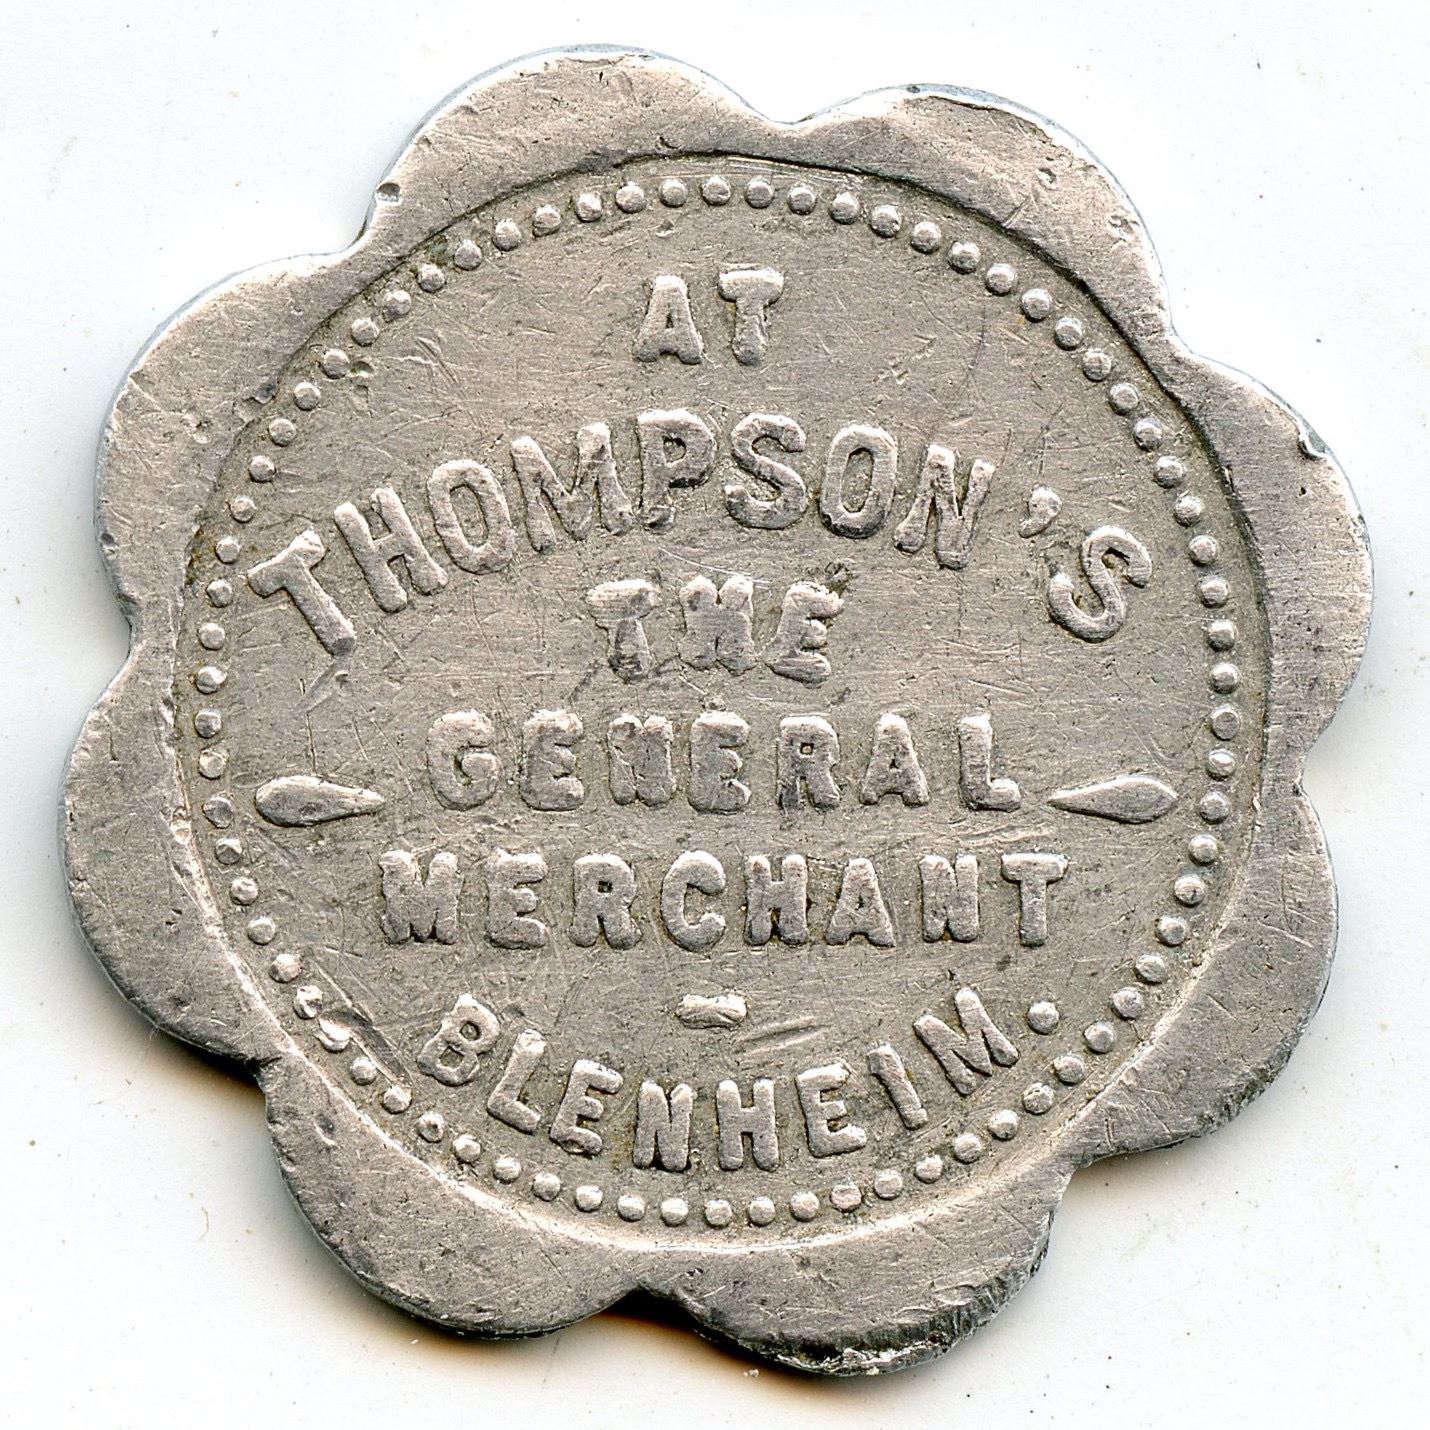 AT
THOMPSON'S
THE
GENERAL
MERCHANT
-
BLENHEIM.